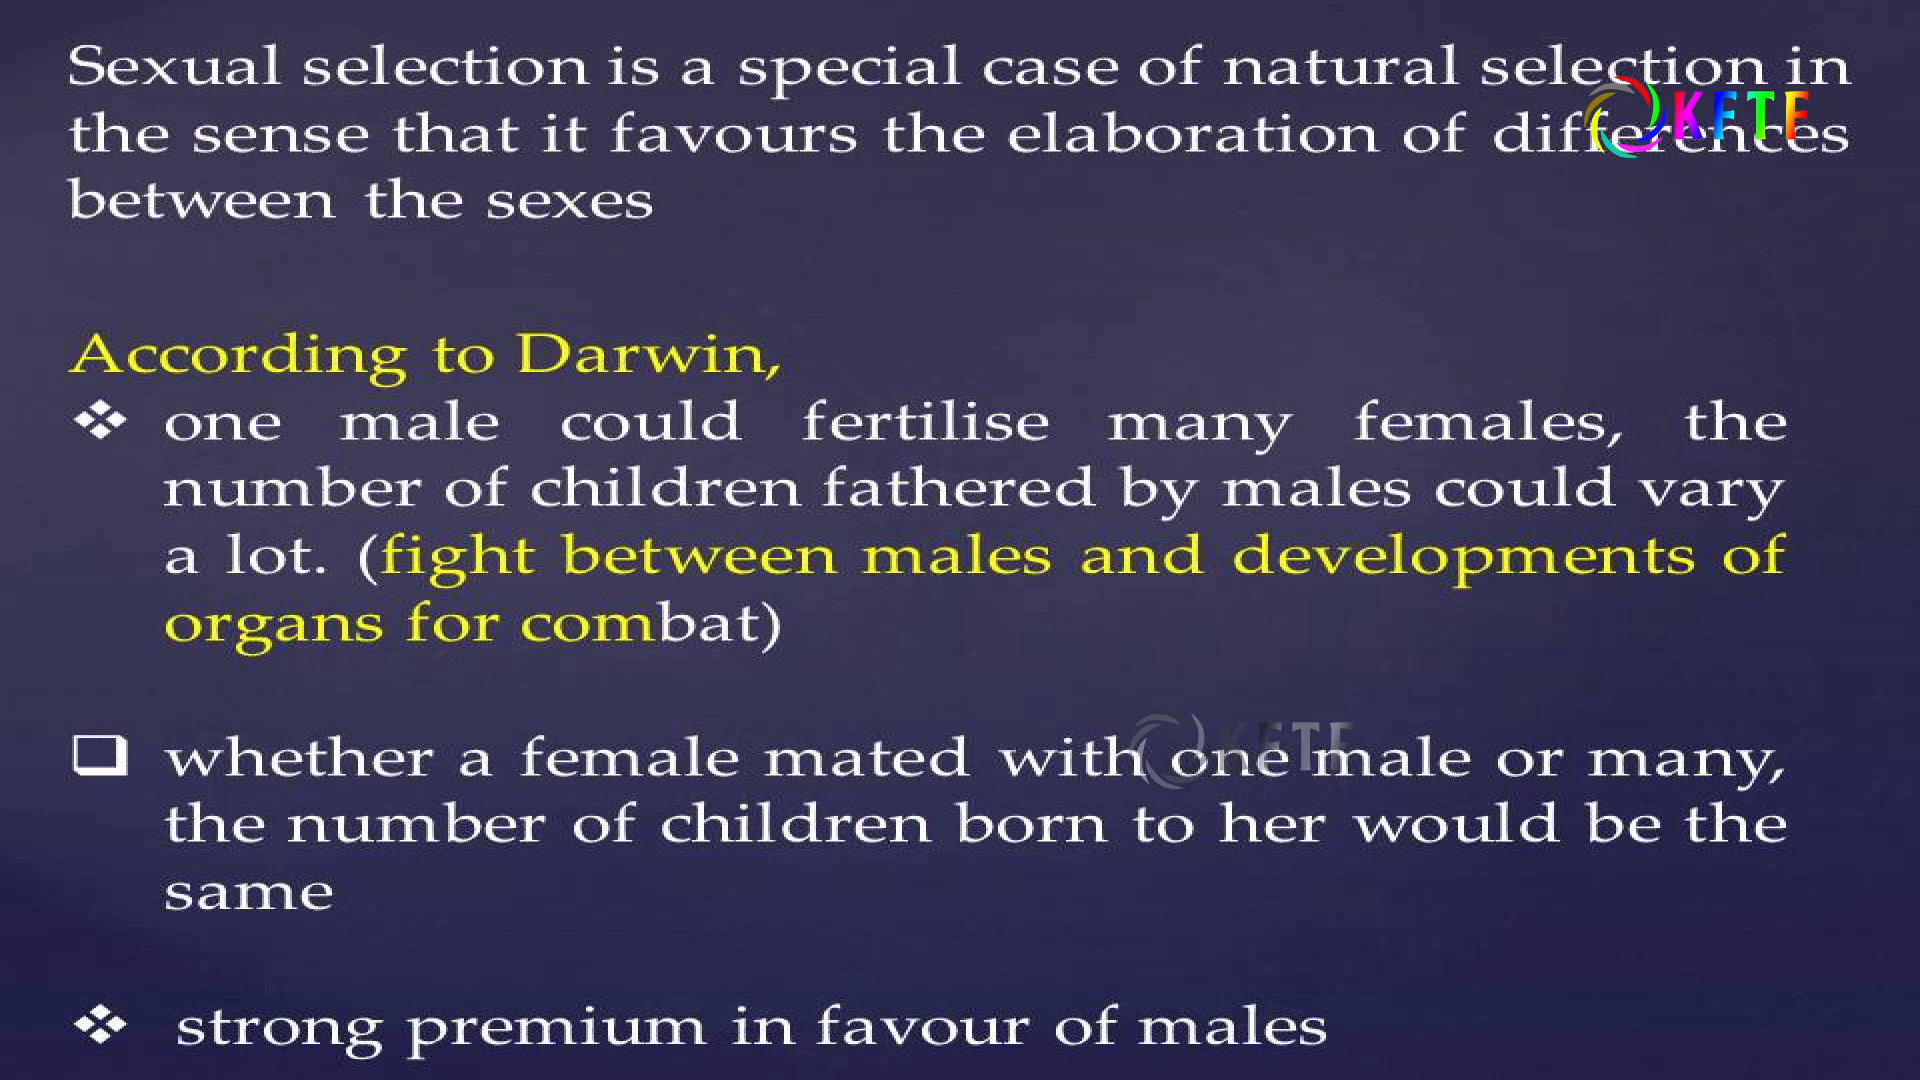 Sexual selection is a special case of natural selection in
the sense that it favours the elaboration of differences
between the sexes
KFTF
According to Darwin,
❖ one male could fertilise many females, the
number of children fathered by males could vary
a lot. (fight between males and developments of
organs for combat)
❑ whether a female mated with one male or many,
the number of children born to her would be the
same
KFTF
❖ strong premium in favour of males